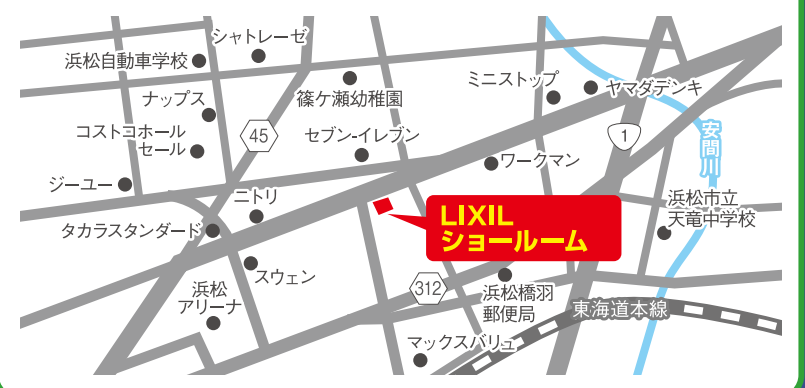 シャトレーゼ
浜松自動車学校
ミニストップ
ヤマダデンキ
ナップス
篠ケ瀬幼稚園
コストコホール
セール
45
セブン-イレブン
1
安間川
ワークマン
ジーユー
ニトリ
浜松市立
天竜中学校
LIXIL
ショールーム
タカラスタンダード
スウェン
浜松
アリーナ
312
浜松橋羽
郵便局
東海道本線
マックスバリュ